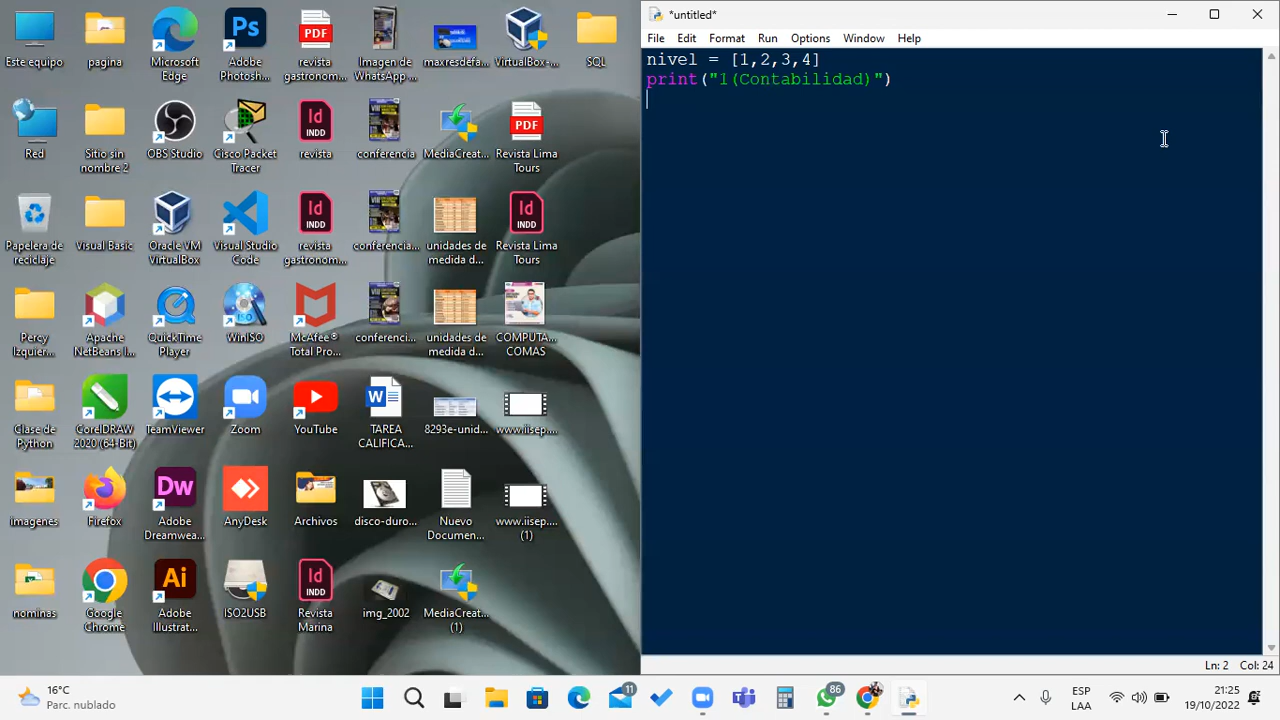 Este equipo
pagina
Microsoft
Edge
Adobe
Photosh...
revista
gastronom...
Imagen de
WhatsApp ...
maxresdefa...
VirtualBox-...
SQL
Red
Sitio sin
nombre 2
OBS Studio
Cisco Packet
Tracer
revista
conferencia
MediaCreat...
Revista Lima
Tours
Papelera de
reciclaje
Visual Basic
Oracle VM
VirtualBox
Visual Studio
Code
revista
gastronom...
conferencia...
unidades de
medida d...
Revista Lima
Tours
Percy
Izquier...
Apache
NetBeans I...
QuickTime
Player
WinISO
McAfee®
Total Pro...
conferenci...
unidades de
medida d...
COMPUTA...
COMAS
Clase de
Python
CorelDRAW
2020 (64-Bit)
TeamViewer
Zoom
YouTube
TAREA
CALIFICA...
8293e-unid...
www.iisep....
imagenes
Firefox
Adobe
Dreamwea...
AnyDesk
Archivos
disco-duro...
Nuevo
Documen...
www.iisep....
(1)
nominas
Google
Chrome
Adobe
Illustrat...
ISO2USB
Revista
Marina
img_2002
MediaCreat...
(1)
*untitled*
File Edit Format Run Options Window Help
nivel = [1,2,3,4]
print("1(Contabilidad)")
Ln: 2 Col: 24
16°C
Parc. nublado
11
86
ESP
LAA
21:25
19/10/2022